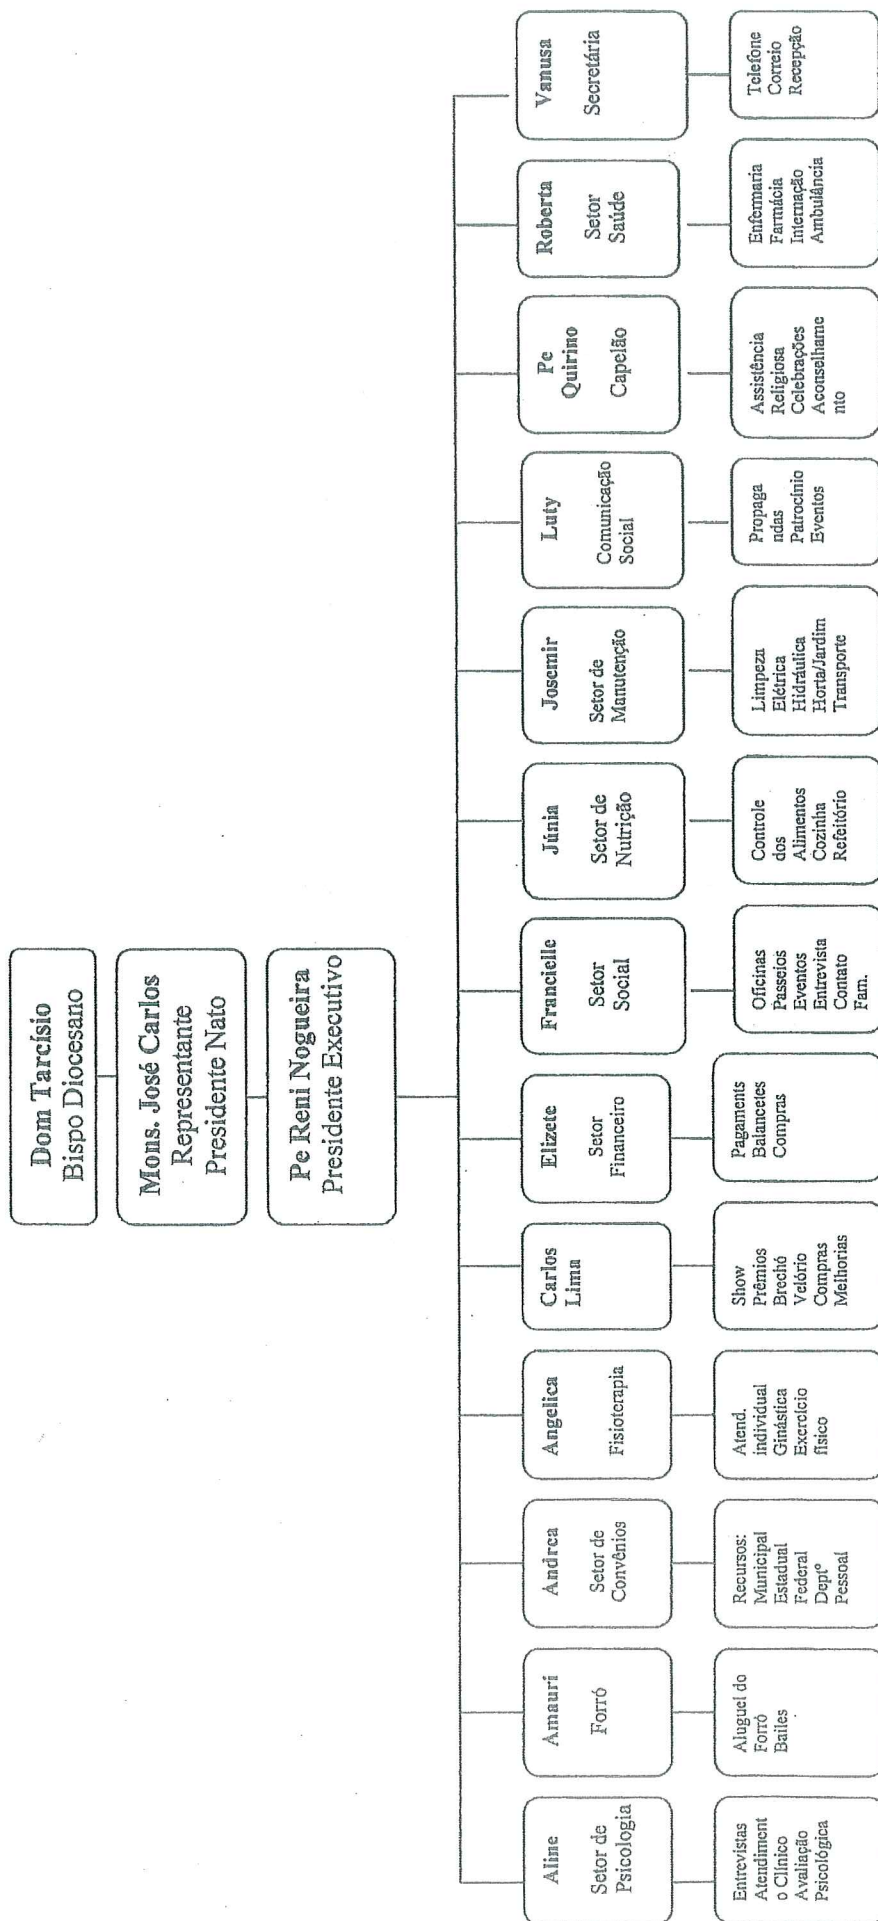 Dom Tarcísio
Bispo Diocesano
Mons. José Carlos
Representante
Presidente Nato
Pe Reni Nogueira
Presidente Executivo
Aline
Setor de
Psicologia
Entrevistas
Atendiment
o Clínico
Avaliação
Psicológica
Amauri
Forró
Aluguel do
Forró
Bailes
Andrea
Setor de
Convênios
Recursos:
Municipal
Estadual
Federal
Deptº
Pessoal
Angelica
Fisioterapia
Atend.
individual
Ginástica
Exercício
físico
Carlos
Lima
Show
Prêmios
Brechó
Velório
Compras
Melhorias
Elizete
Setor
Financeiro
Pagaments
Balancetes
Compras
Francielle
Setor
Social
Oficinas
Passeios
Eventos
Entrevista
Contato
Fam.
Júnia
Setor de
Nutrição
Controle
dos
Alimentos
Cozinha
Refeitório
Josemir
Setor de
Manutenção
Limpeza
Elétrica
Hidráulica
Horta/Jardim
Transporte
Luty
Comunicação
Social
Propaga
ndas
Patrocínio
Eventos
Pe
Quirino
Capelão
Assistência
Religiosa
Celebrações
Aconselhame
nto
Roberta
Setor
Saúde
Enfermaria
Farmácia
Internação
Ambulância
Vanusa
Secretária
Telefone
Correio
Recepção